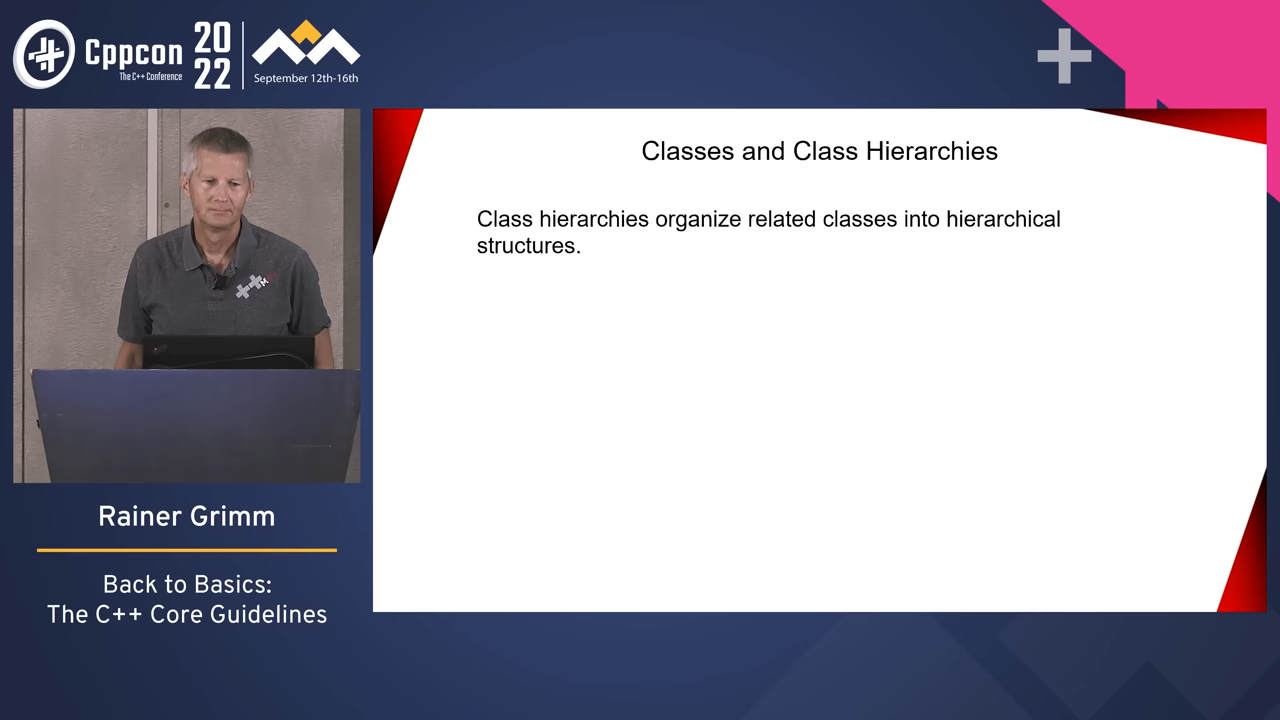 Cppcon
The C++ Conference
20
22
September 12th-16th
Classes and Class Hierarchies
Class hierarchies organize related classes into hierarchical
structures.
Rainer Grimm
Back to Basics:
The C++ Core Guidelines